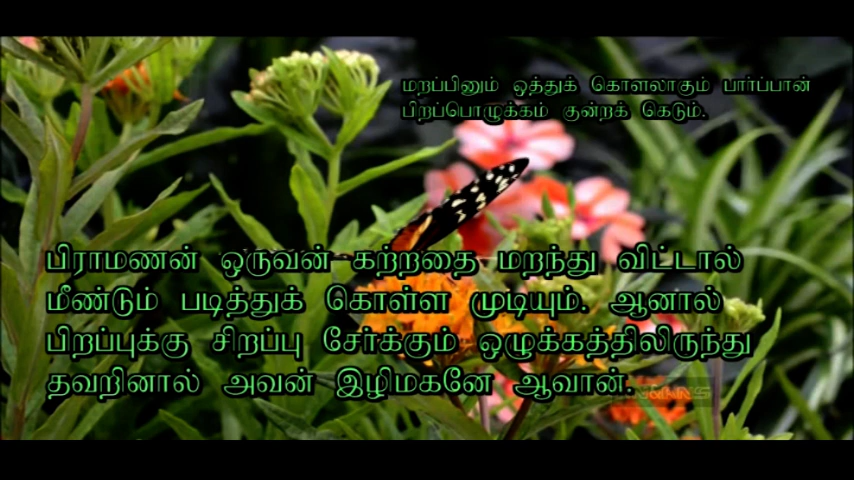 மறப்பினும் ஒத்துக் கொளலாகும் பார்ப்பான்
பிறப்பொழுக்கம் குன்றக் கெடும்.
பிராமணன் ஒருவன் கற்றதை மறந்து விட்டால்
மீண்டும் படித்துக் கொள்ள முடியும். ஆனால்
பிறப்புக்கு சிறப்பு சேர்க்கும் ஒழுக்கத்திலிருந்து
தவறினால் அவன் இழிமகனே ஆவான்.